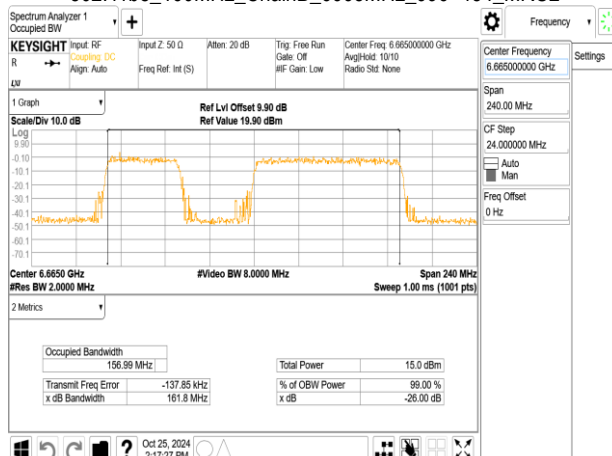 Spectrum Analyzer 1
Occupied BW
Frequency
KEYSIGHT
R
LXI
Input: RF
Coupling: DC
Align: Auto
Input Z: 50 Ω
Freq Ref: Int (S)
Atten: 20 dB
Trig: Free Run
Gate: Off
#IF Gain: Low
Center Freq: 6.665000000 GHz
Avg|Hold: 10/10
Radio Std: None
Center Frequency
6.665000000 GHz
Settings
Span
240.00 MHz
CF Step
24.000000 MHz
Auto
Man
Freq Offset
0 Hz
1 Graph
Scale/Div 10.0 dB
Ref Lvl Offset 9.90 dB
Ref Value 19.90 dBm
Log
9.90
-0.10
-10.1
-20.1
-30.1
-40.1
-50.1
-60.1
-70.1
Center 6.6650 GHz
#Video BW 8.0000 MHz
Span 240 MHz
#Res BW 2.0000 MHz
Sweep 1.00 ms (1001 pts)
2 Metrics
Occupied Bandwidth
156.99 MHz
Total Power 15.0 dBm
Transmit Freq Error -137.85 kHz
% of OBW Power 99.00 %
x dB Bandwidth 161.8 MHz
x dB -26.00 dB
?
Oct 25, 2024
2:17:27 PM